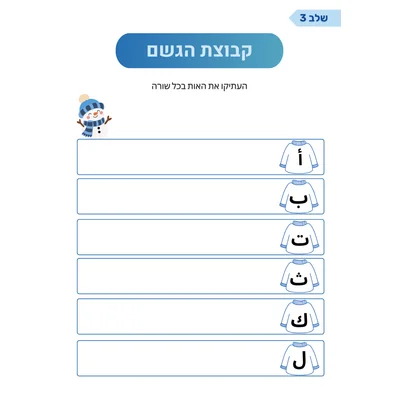 שלב 3
קבוצת הגשם
העתיקו את האות בכל שורה
أ
ب
ت
ث
ك
ل